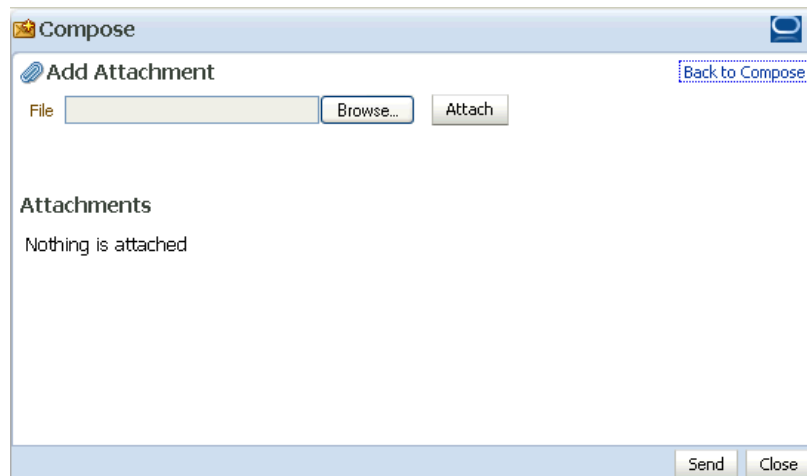 Compose
Add Attachment
Back to Compose
File Browse... Attach
Attachments
Nothing is attached
Send Close